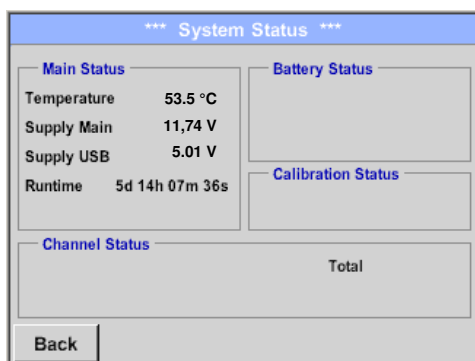 *** System Status ***
Main Status
Temperature 53.5 °C
Supply Main 11,74 V
Supply USB 5.01 V
Runtime 5d 14h 07m 36s
Battery Status
Calibration Status
Channel Status
Total
Back